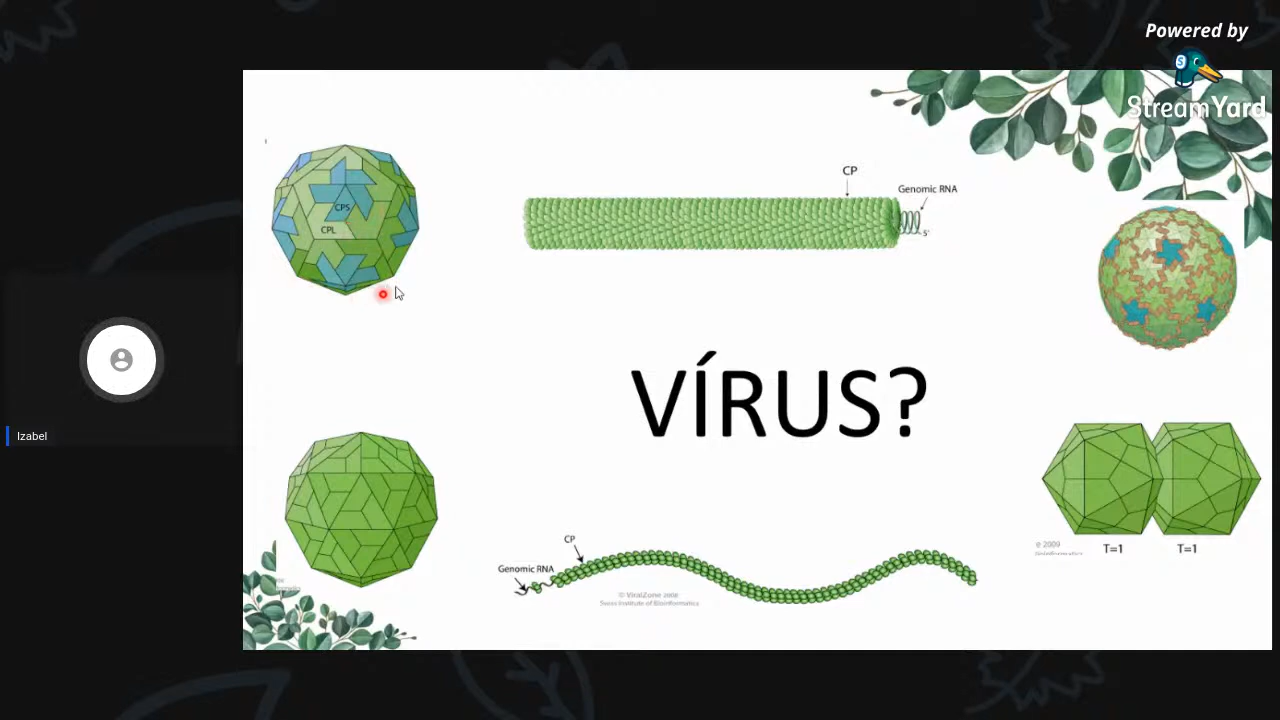 Powered by
StreamYard
CP
Genomic RNA
5'
CPS
CPL
VÍRUS?
Izabel
CP
Genomic RNA
© ViralZone 2008
Swiss Institute of Bioinformatics
© 2009
T=1
T=1